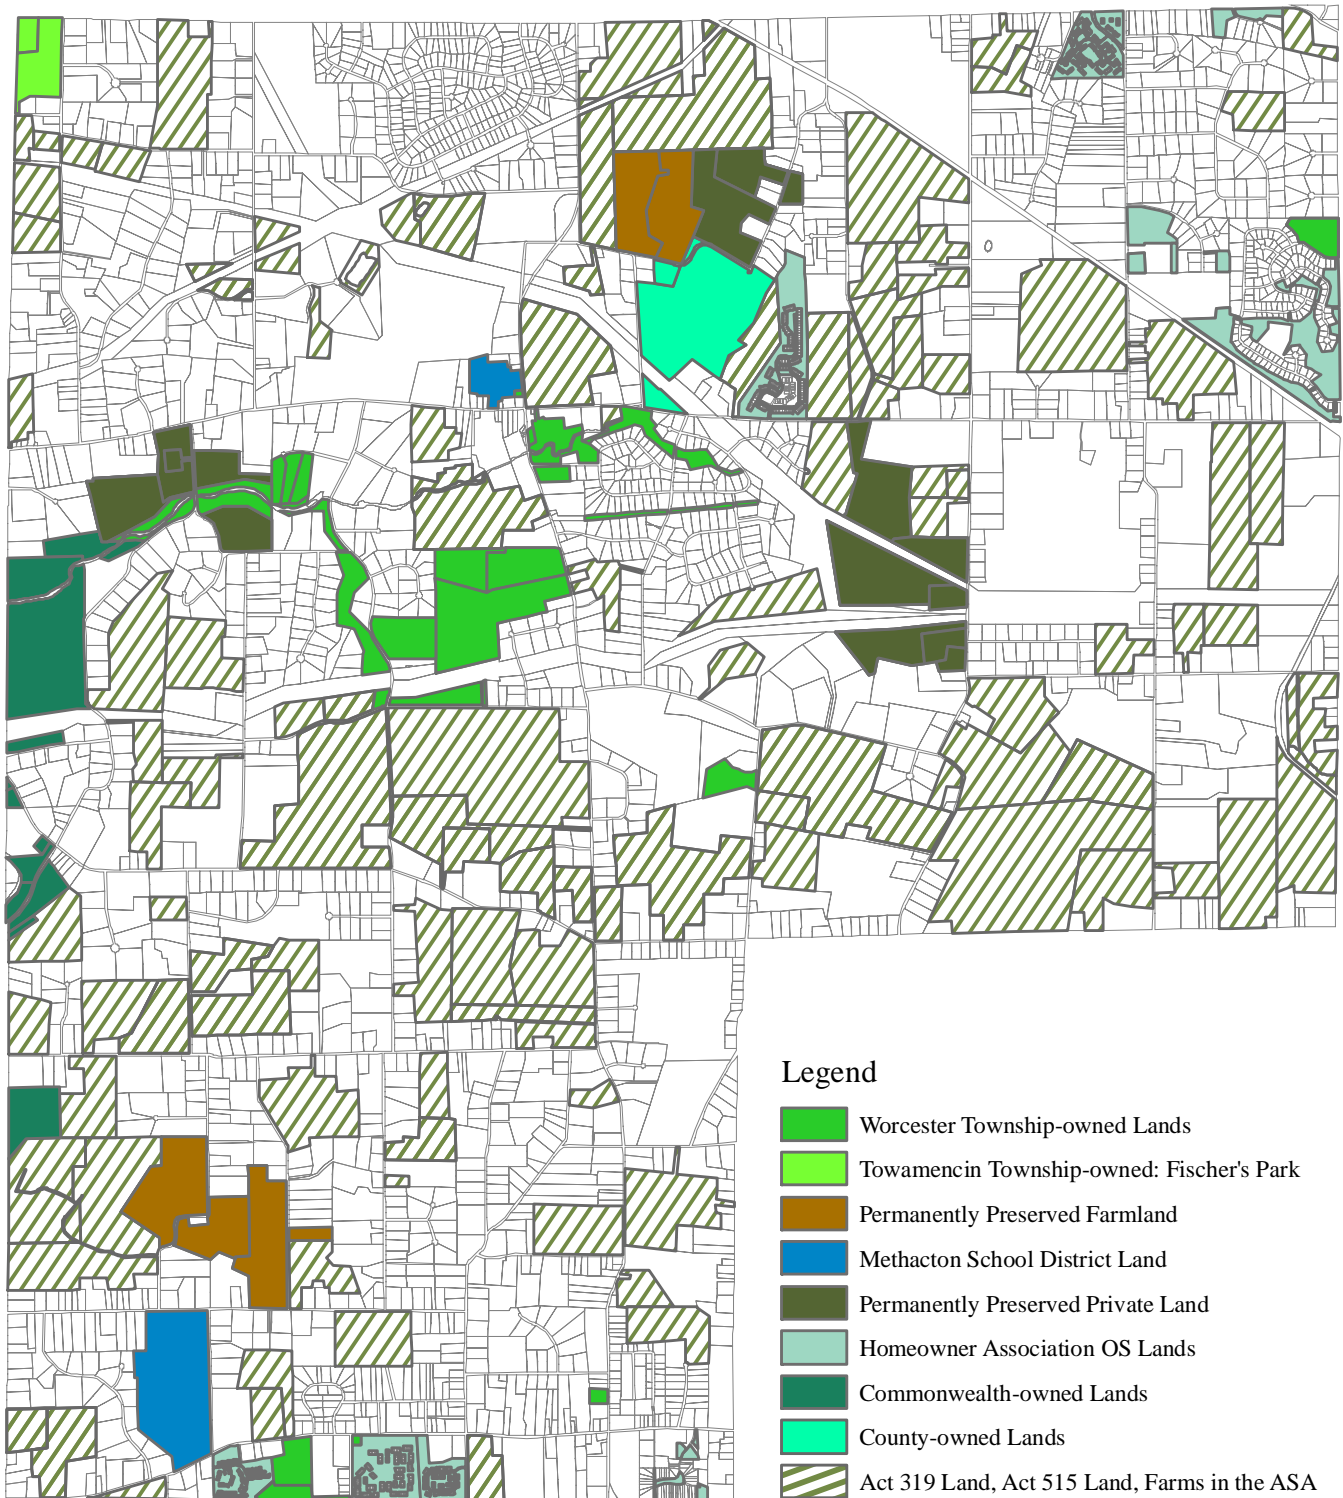 Legend
Worcester Township-owned Lands
Towamencin Township-owned: Fischer's Park
Permanently Preserved Farmland
Methacton School District Land
Permanently Preserved Private Land
Homeowner Association OS Lands
Commonwealth-owned Lands
County-owned Lands
Act 319 Land, Act 515 Land, Farms in the ASA